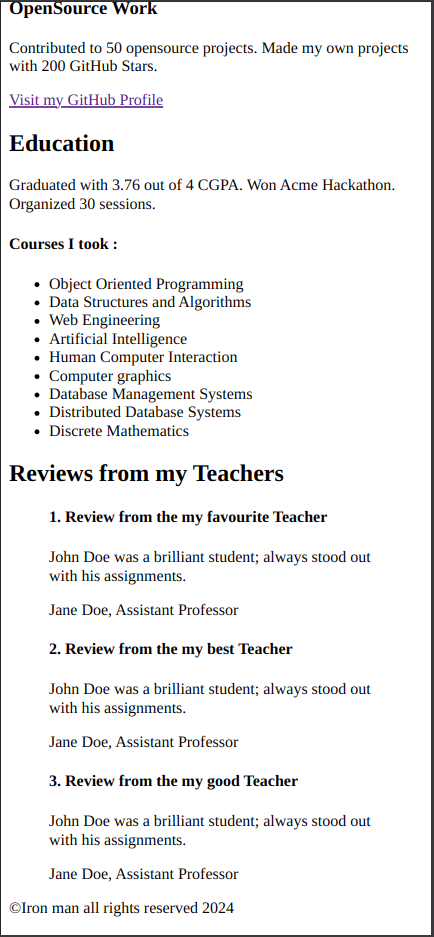 OpenSource Work
Contributed to 50 opensource projects. Made my own projects
with 200 GitHub Stars.
Visit my GitHub Profile
Education
Graduated with 3.76 out of 4 CGPA. Won Acme Hackathon.
Organized 30 sessions.
Courses I took :
Object Oriented Programming
Data Structures and Algorithms
Web Engineering
Artificial Intelligence
Human Computer Interaction
Computer graphics
Database Management Systems
Distributed Database Systems
Discrete Mathematics
Reviews from my Teachers
1. Review from the my favourite Teacher
John Doe was a brilliant student; always stood out
with his assignments.
Jane Doe, Assistant Professor
2. Review from the my best Teacher
John Doe was a brilliant student; always stood out
with his assignments.
Jane Doe, Assistant Professor
3. Review from the my good Teacher
John Doe was a brilliant student; always stood out
with his assignments.
Jane Doe, Assistant Professor
©Iron man all rights reserved 2024